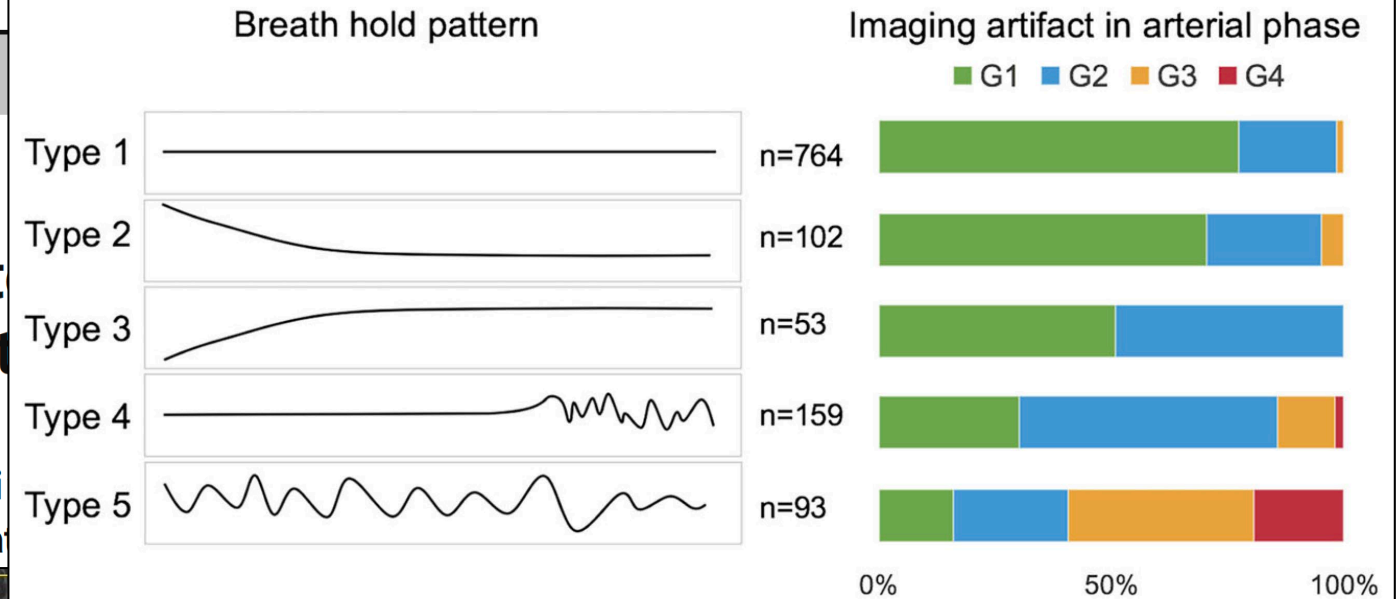 Breath hold pattern
Imaging artifact in arterial phase
G1 G2 G3 G4
Type 1 n=764
Type 2 n=102
Type 3 n=53
Type 4 n=159
Type 5 n=93
0% 50% 100%